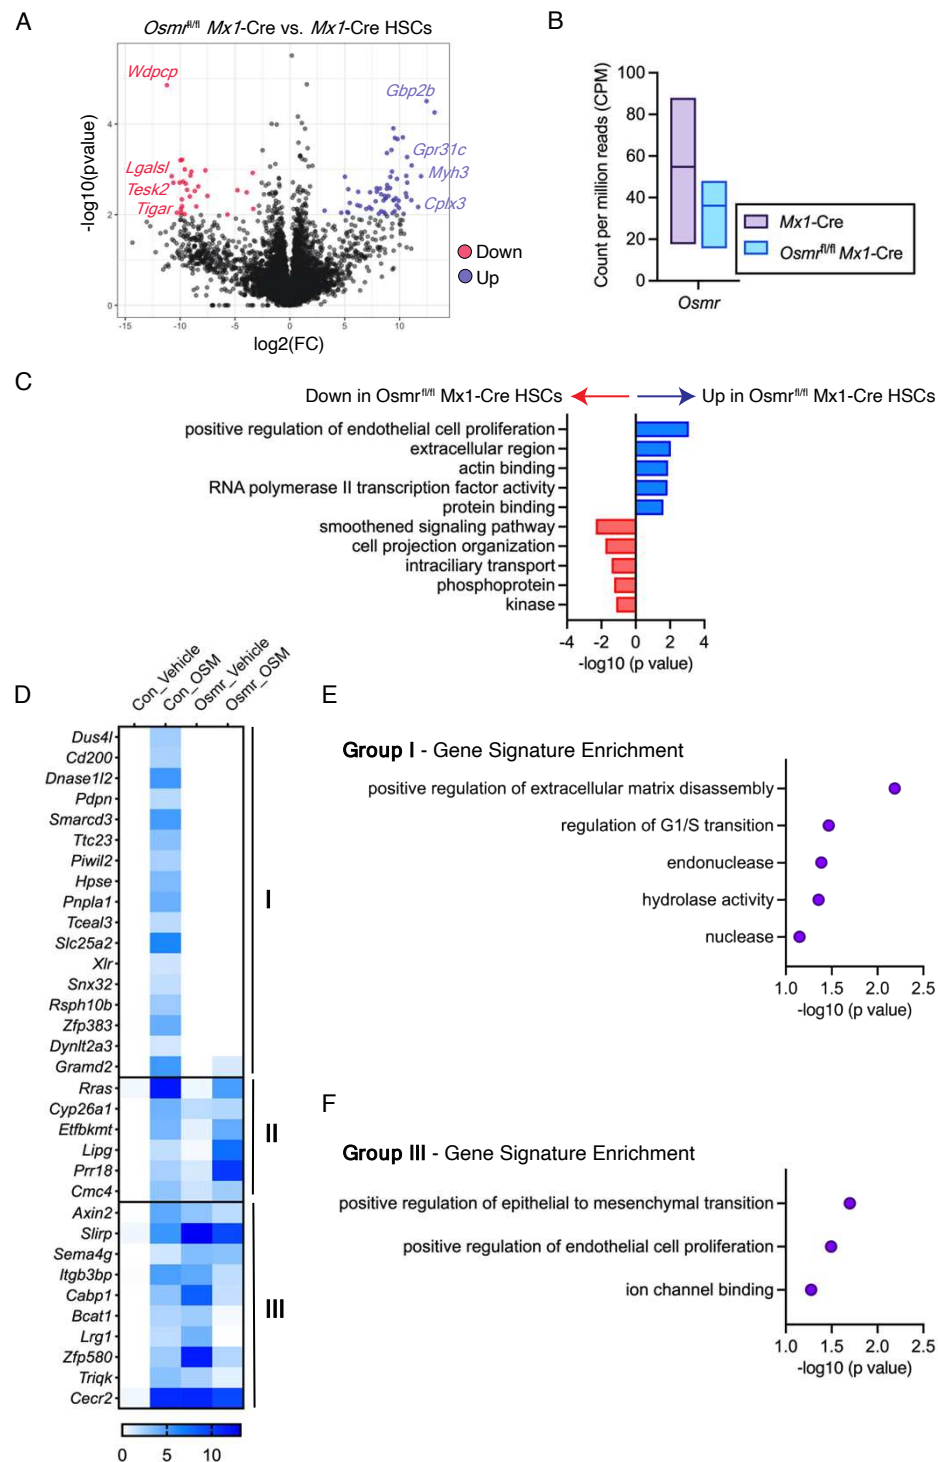 A
Osmrfl/fl Mx1-Cre vs. Mx1-Cre HSCs
-log10(pvalue)
Wdpcp
Gbp2b
Gpr31c
Myh3
Cplx3
Lgalsl
Tesk2
Tigar
4
2
0
-15
-10
-5
0
5
10
log2(FC)
Down
Up
B
Count per million reads (CPM)
100
80
60
40
20
0
Osmr
Mx1-Cre
Osmrfl/fl Mx1-Cre
C
Down in Osmrfl/fl Mx1-Cre HSCs
Up in Osmrfl/fl Mx1-Cre HSCs
positive regulation of endothelial cell proliferation
extracellular region
actin binding
RNA polymerase II transcription factor activity
protein binding
smoothened signaling pathway
cell projection organization
intraciliary transport
phosphoprotein
kinase
-4 -2 0 2 4
-log10 (p value)
D
Con_Vehicle
Con_OSM
Osmr_Vehicle
Osmr_OSM
Dus4l
Cd200
Dnase1l2
Pdpn
Smarcd3
Ttc23
Piwil2
Hpse
Pnpla1
Tceal3
Slc25a2
Xlr
Snx32
Rsph10b
Zfp383
Dynlt2a3
Gramd2
Rras
Cyp26a1
Etfbkmt
Lipg
Prr18
Cmc4
Axin2
Slirp
Sema4g
Itgb3bp
Cabp1
Bcat1
Lrg1
Zfp580
Triqk
Cecr2
I
II
III
0 5 10
E
Group I - Gene Signature Enrichment
positive regulation of extracellular matrix disassembly
regulation of G1/S transition
endonuclease
hydrolase activity
nuclease
1.0 1.5 2.0 2.5
-log10 (p value)
F
Group III - Gene Signature Enrichment
positive regulation of epithelial to mesenchymal transition
positive regulation of endothelial cell proliferation
ion channel binding
1.0 1.5 2.0 2.5
-log10 (p value)